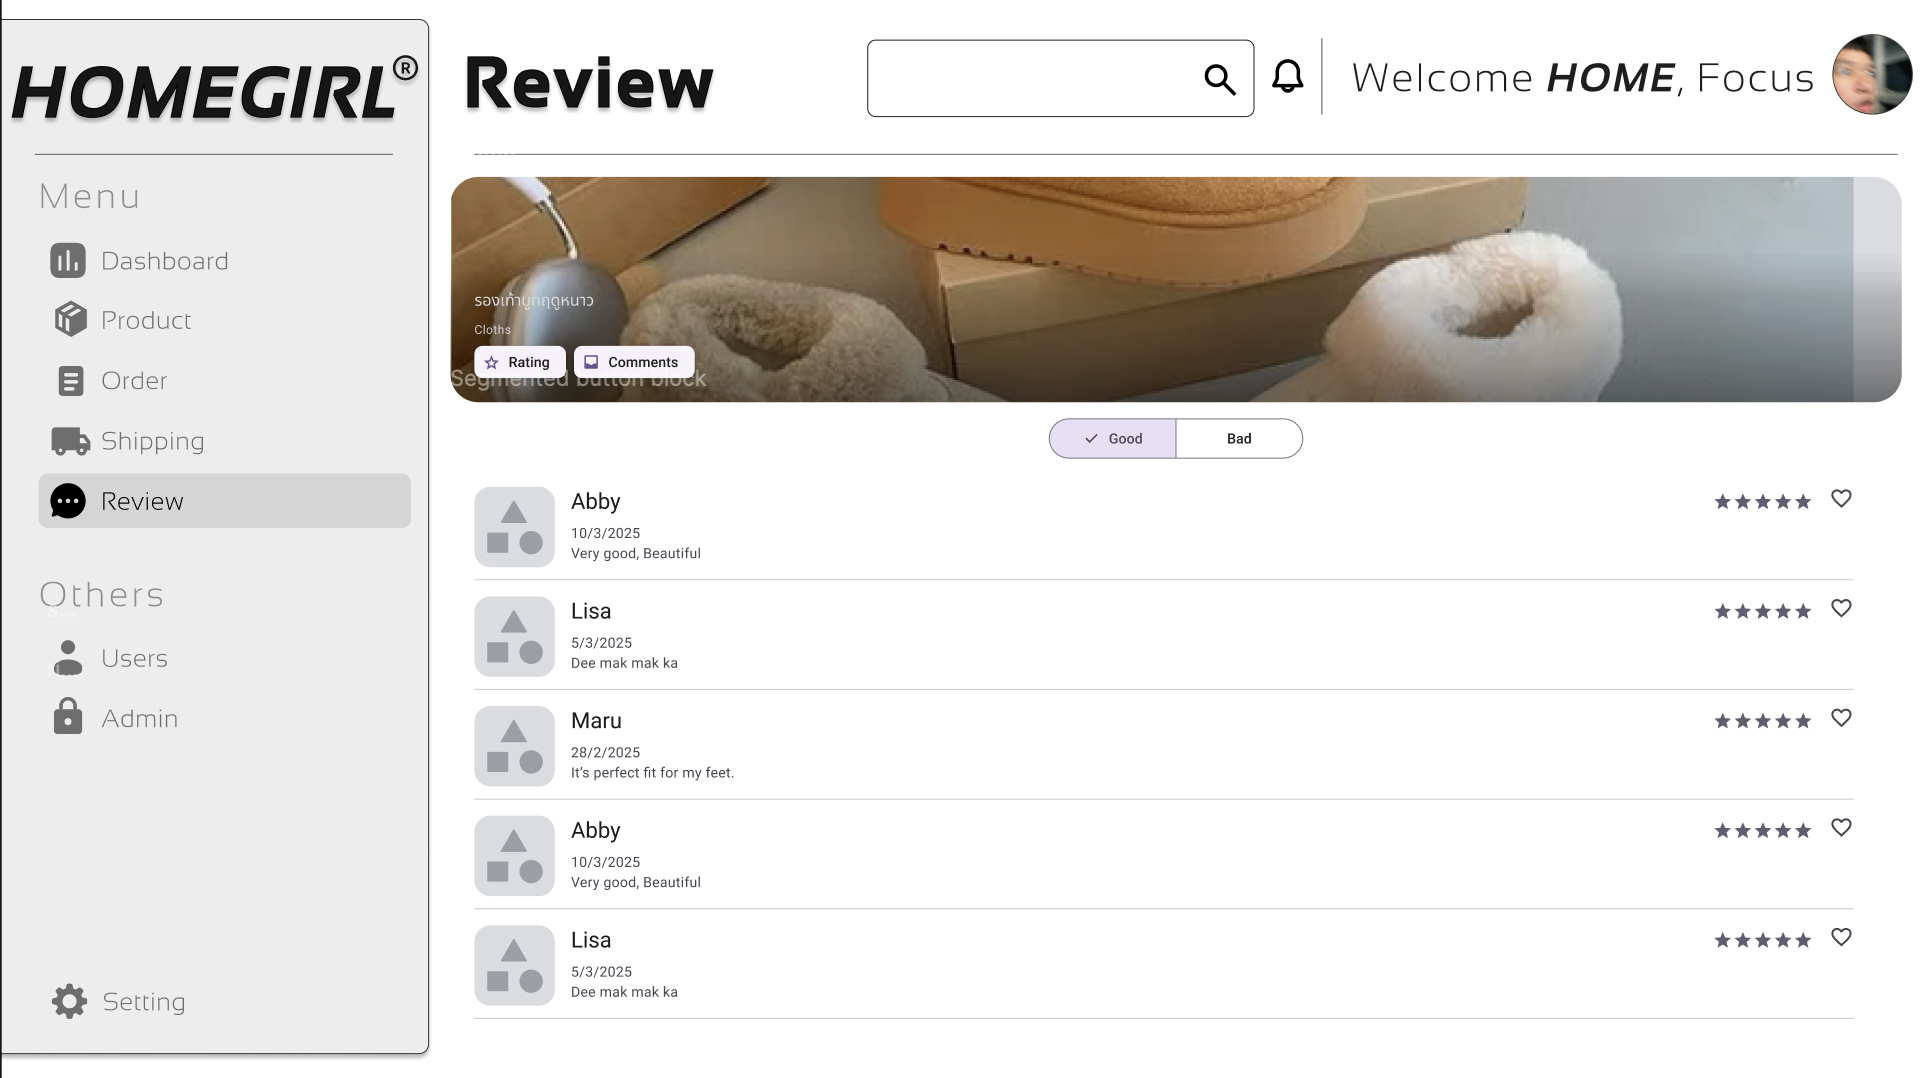 HOMEGIRL®
Menu
Dashboard
Product
Order
Shipping
Review
Others
Users
Admin
Setting
Review
Welcome HOME, Focus
รองเท้าบูทฤดูหนาว
Cloths
Rating
Comments
Segmented button block
Good
Bad
Abby
10/3/2025
Very good, Beautiful
Lisa
5/3/2025
Dee mak mak ka
Maru
28/2/2025
It’s perfect fit for my feet.
Abby
10/3/2025
Very good, Beautiful
Lisa
5/3/2025
Dee mak mak ka